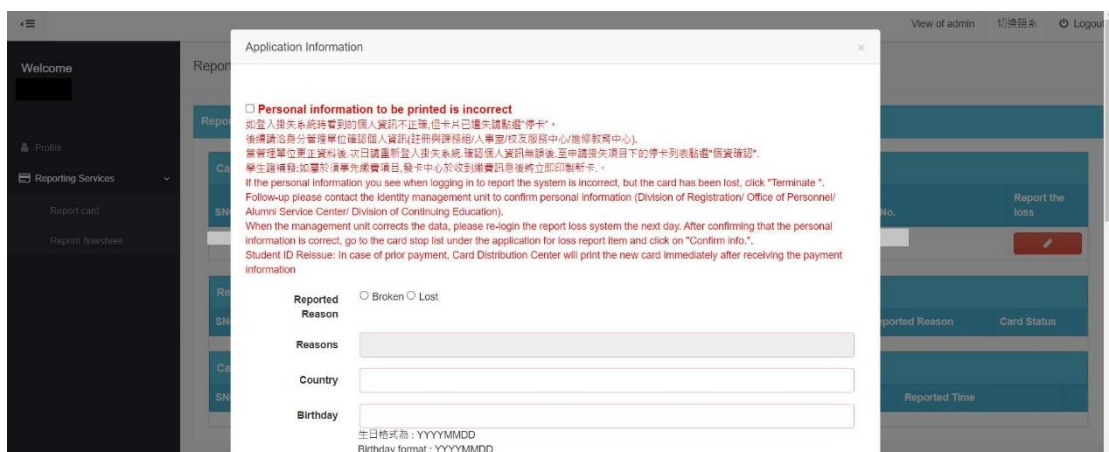 View of admin 切換語系 Logout
Welcome
Profile
Reporting Services
Report card
Reprint flowsheet
Application Information ×
Personal information to be printed is incorrect
如登入掛失系統時看到的個人資訊不正確,但卡片已遺失請點選"停卡"。
後續請洽身分管理單位確認個人資訊(註冊與課務組/人事室/校友服務中心/進修教育中心).
當管理單位更正資料後,次日請重新登入掛失系統.確認個人資訊無誤後,至申請掛失項目下的停卡列表點選"個資確認".
學生證補發:如屬於須事先繳費項目,發卡中心於收到繳費訊息後將立即印製新卡.。
If the personal information you see when logging in to report the system is incorrect, but the card has been lost, click "Terminate ".
Follow-up please contact the identity management unit to confirm personal information (Division of Registration/ Office of Personnel/
Alumni Service Center/ Division of Continuing Education).
When the management unit corrects the data, please re-login the report loss system the next day. After confirming that the personal
information is correct, go to the card stop list under the application for loss report item and click on "Confirm info.".
Student ID Reissue: In case of prior payment, Card Distribution Center will print the new card immediately after receiving the payment
information
Reported
Reason
Broken Lost
Reasons
Country
Birthday
生日格式為 : YYYYMMDD
Birthday format : YYYYMMDD
No.
Report the
loss
Reported Reason Card Status
Reported Time